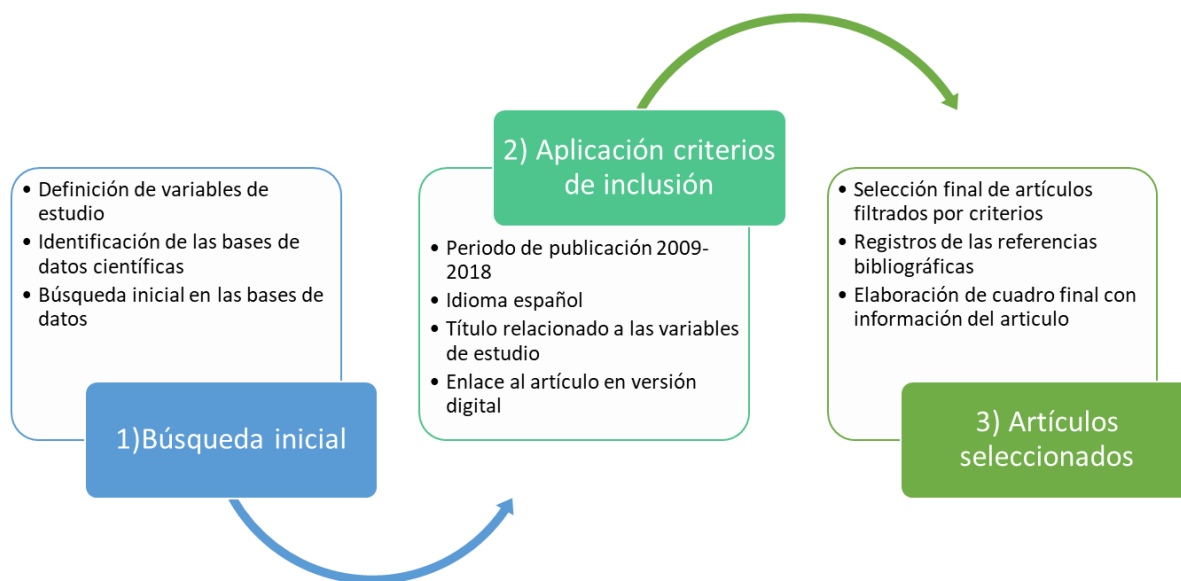 • Definición de variables de
estudio
• Identificación de las bases de
datos científicas
• Búsqueda inicial en las bases de
datos
1)Búsqueda inicial
2) Aplicación criterios
de inclusión
• Periodo de publicación 2009-
2018
• Idioma español
• Título relacionado a las variables
de estudio
• Enlace al artículo en versión
digital
• Selección final de artículos
filtrados por criterios
• Registros de las referencias
bibliográficas
• Elaboración de cuadro final con
información del articulo
3) Artículos
seleccionados